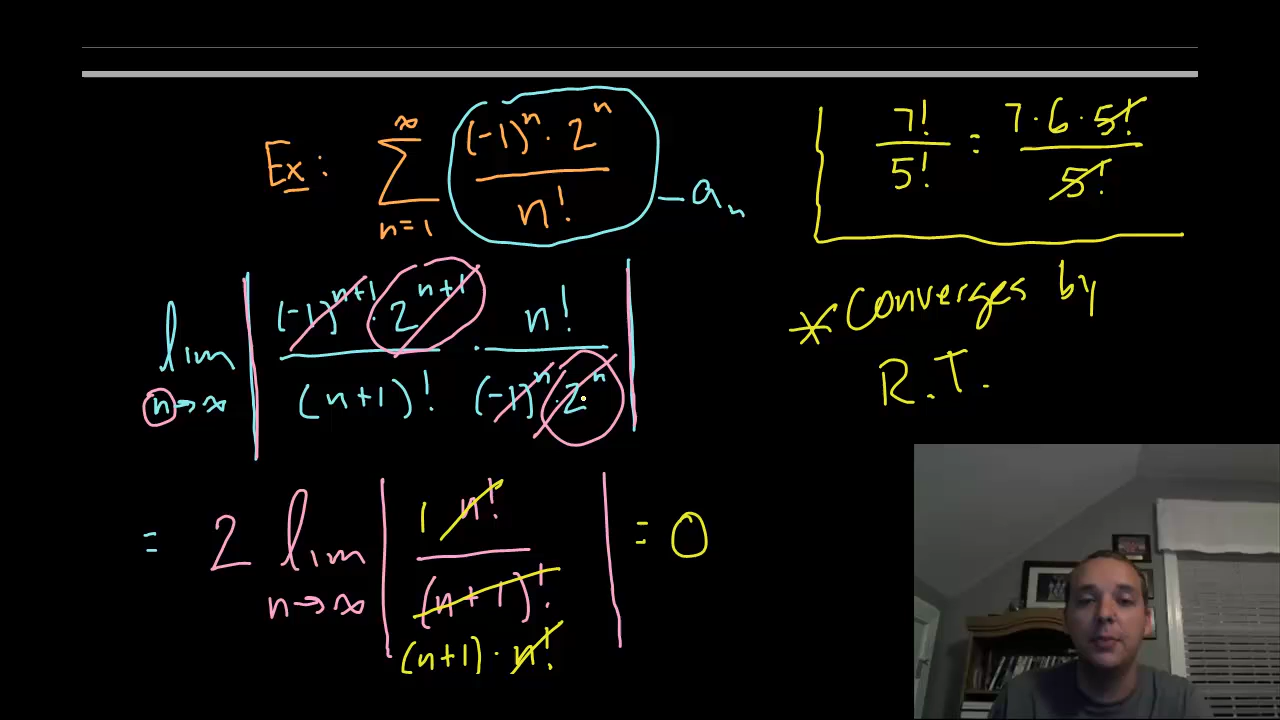 Ex: ∞ Σ n=1 (-1)^n · 2^n / n! - a_n
7! / 5! = 7 · 6 · 5! / 5!
lim n→∞ | (-1)^(n+1) · 2^(n+1) / (n+1)! · n! / (-1)^n · 2^n |
* Converges by
R.T.
= 2 lim n→∞ | 1 n! / (n+1)! | = 0
(n+1) · n!